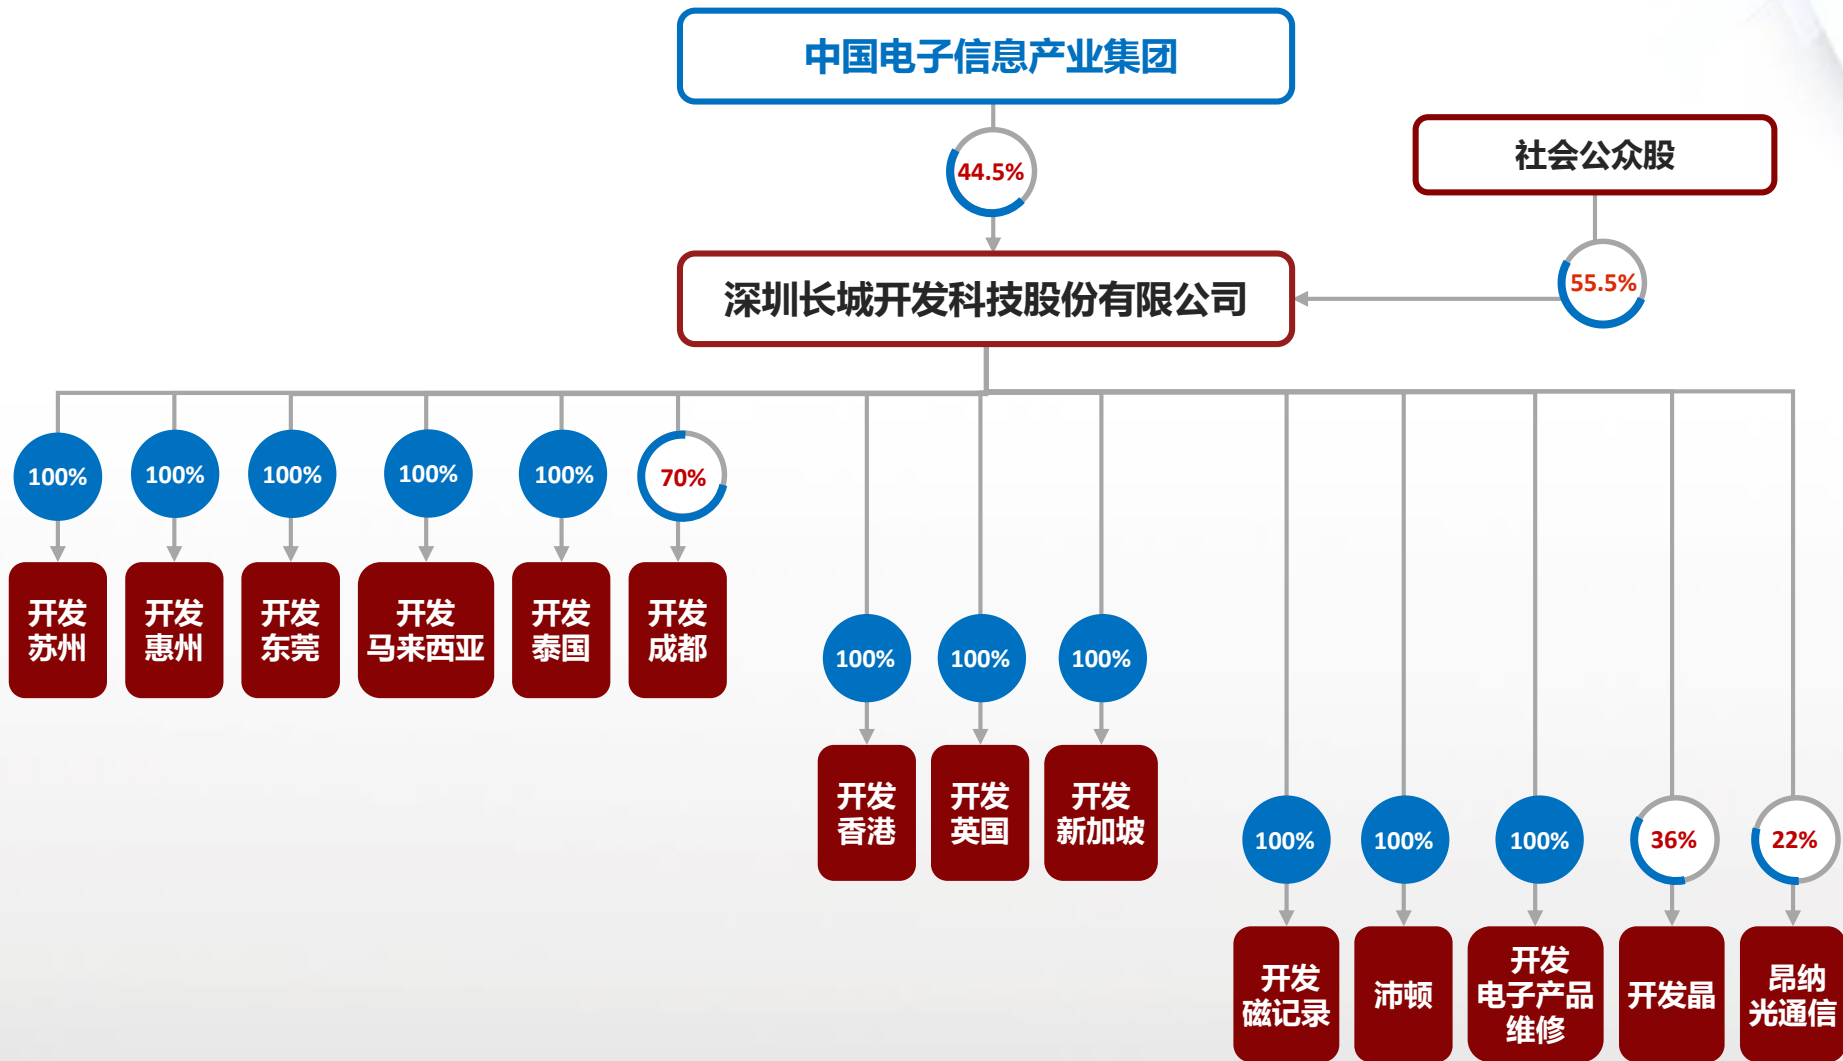 中国电子信息产业集团
44.5%
社会公众股
55.5%
深圳长城开发科技股份有限公司
100%
100%
100%
100%
100%
70%
开发
苏州
开发
惠州
开发
东莞
开发
马来西亚
开发
泰国
开发
成都
100%
100%
100%
开发
香港
开发
英国
开发
新加坡
100%
100%
100%
36%
22%
开发
磁记录
沛顿
开发
电子产品
维修
开发晶
昂纳
光通信